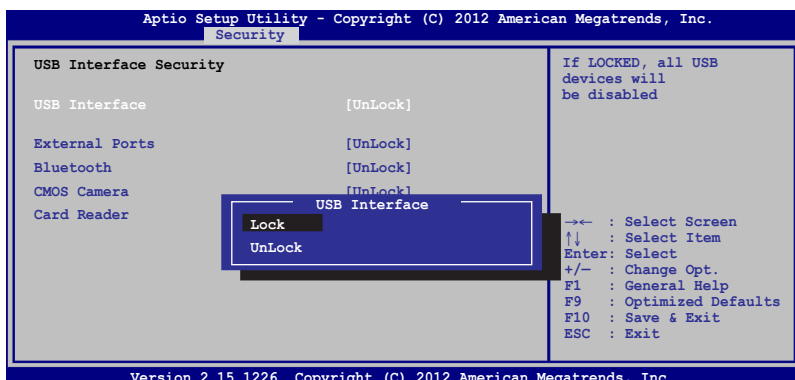 Aptio Setup Utility - Copyright (C) 2012 American Megatrends, Inc.
Security
USB Interface Security
USB Interface [UnLock]
External Ports [UnLock]
Bluetooth [UnLock]
CMOS Camera [UnLock]
Card Reader
USB Interface
Lock
UnLock
If LOCKED, all USB
devices will
be disabled
→← : Select Screen
↑↓ : Select Item
Enter: Select
+/— : Change Opt.
F1 : General Help
F9 : Optimized Defaults
F10 : Save & Exit
ESC : Exit
Version 2.15.1226. Copyright (C) 2012 American Megatrends, Inc.